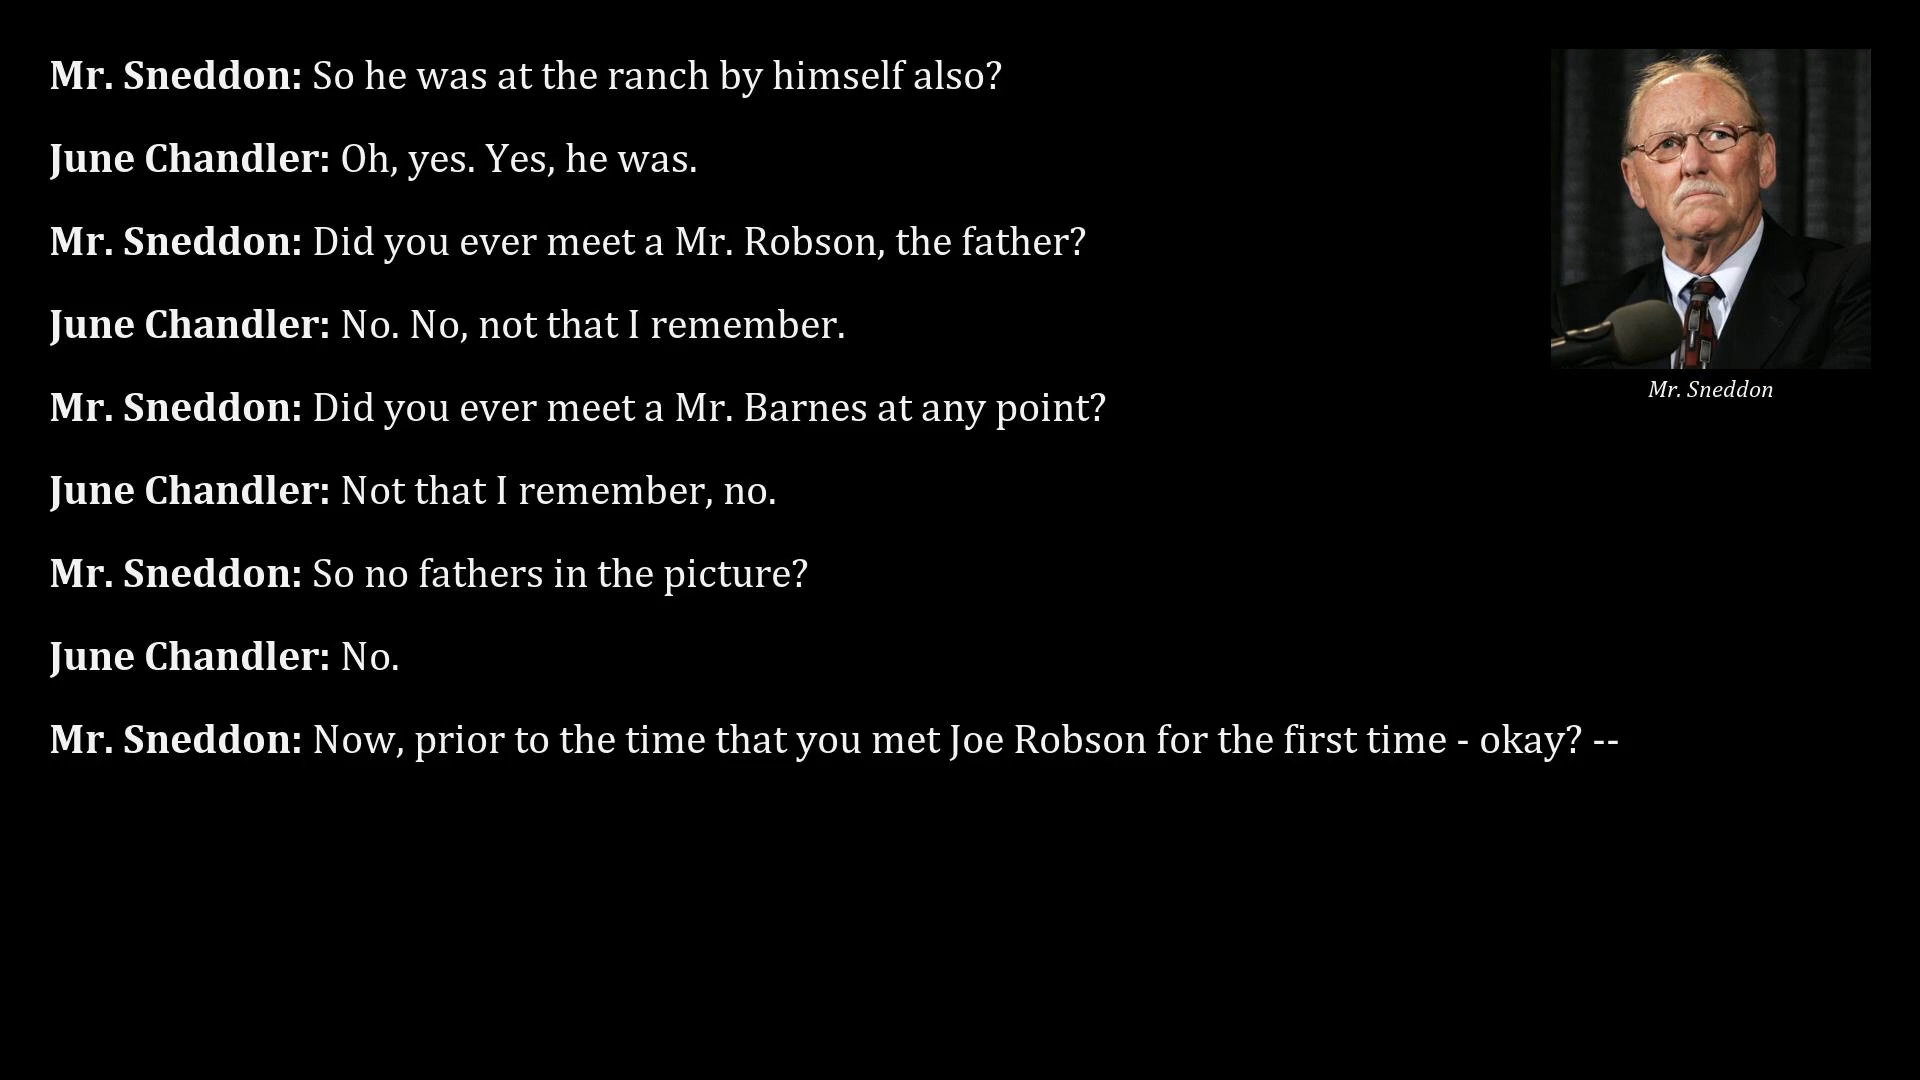 Mr. Sneddon: So he was at the ranch by himself also?
June Chandler: Oh, yes. Yes, he was.
Mr. Sneddon: Did you ever meet a Mr. Robson, the father?
June Chandler: No. No, not that I remember.
Mr. Sneddon: Did you ever meet a Mr. Barnes at any point?
June Chandler: Not that I remember, no.
Mr. Sneddon: So no fathers in the picture?
June Chandler: No.
Mr. Sneddon: Now, prior to the time that you met Joe Robson for the first time - okay? --
Mr. Sneddon